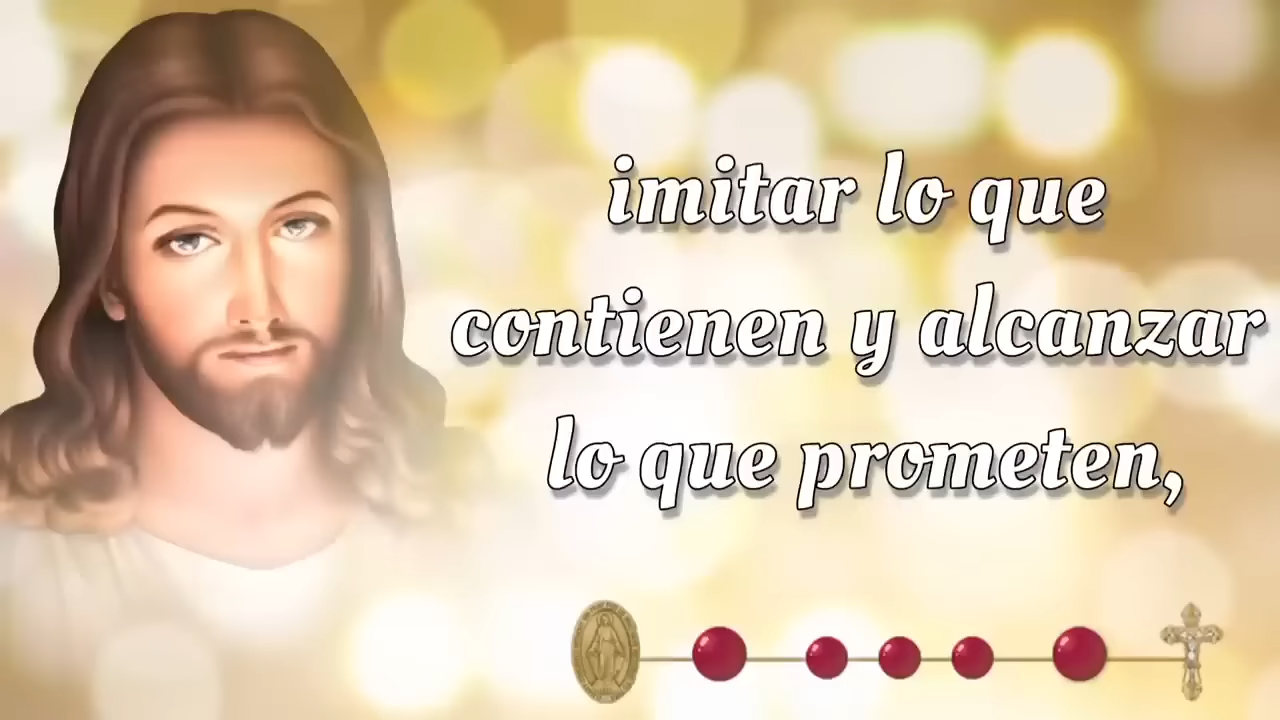 imitar lo que
contienen y alcanzar
lo que prometen,